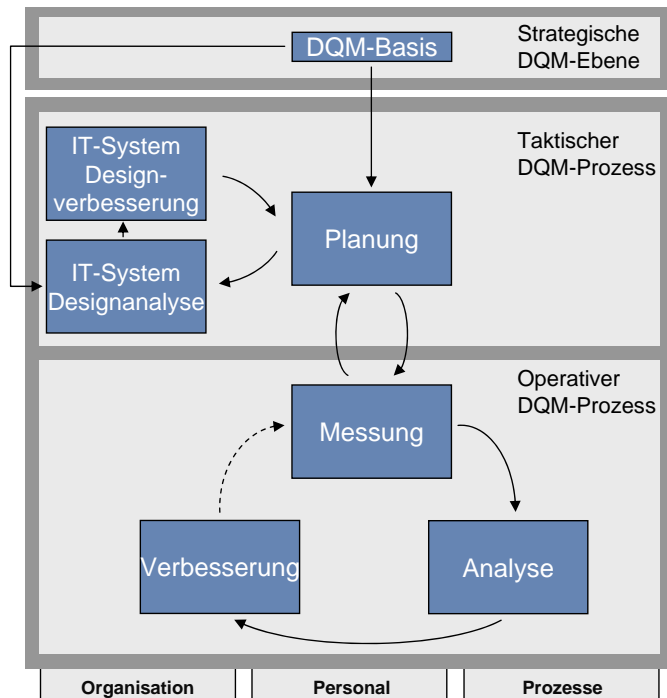 DQM-Basis
Strategische
DQM-Ebene
IT-System
Design-
verbesserung
Taktischer
DQM-Prozess
Planung
IT-System
Designanalyse
Operativer
DQM-Prozess
Messung
Verbesserung
Analyse
Organisation
Personal
Prozesse